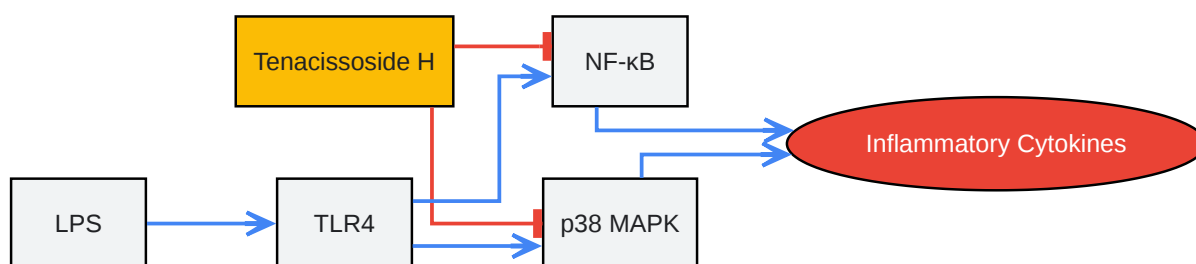 Tenacissoside H
NF-κB
Inflammatory Cytokines
LPS
TLR4
p38 MAPK